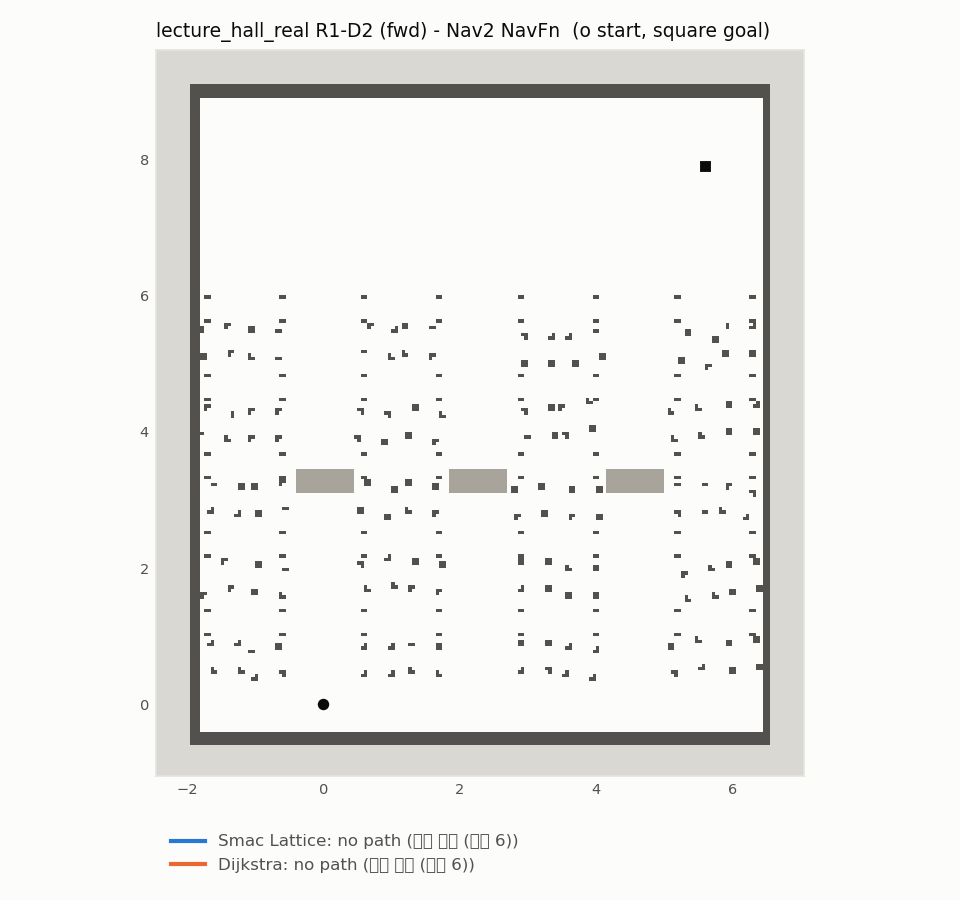 lecture_hall_real R1-D2 (fwd) - Nav2 NavFn (o start, square goal)
8
6
4
2
0
−2 0 2 4 6
Smac Lattice: no path ( ( 6))
Dijkstra: no path ( ( 6))